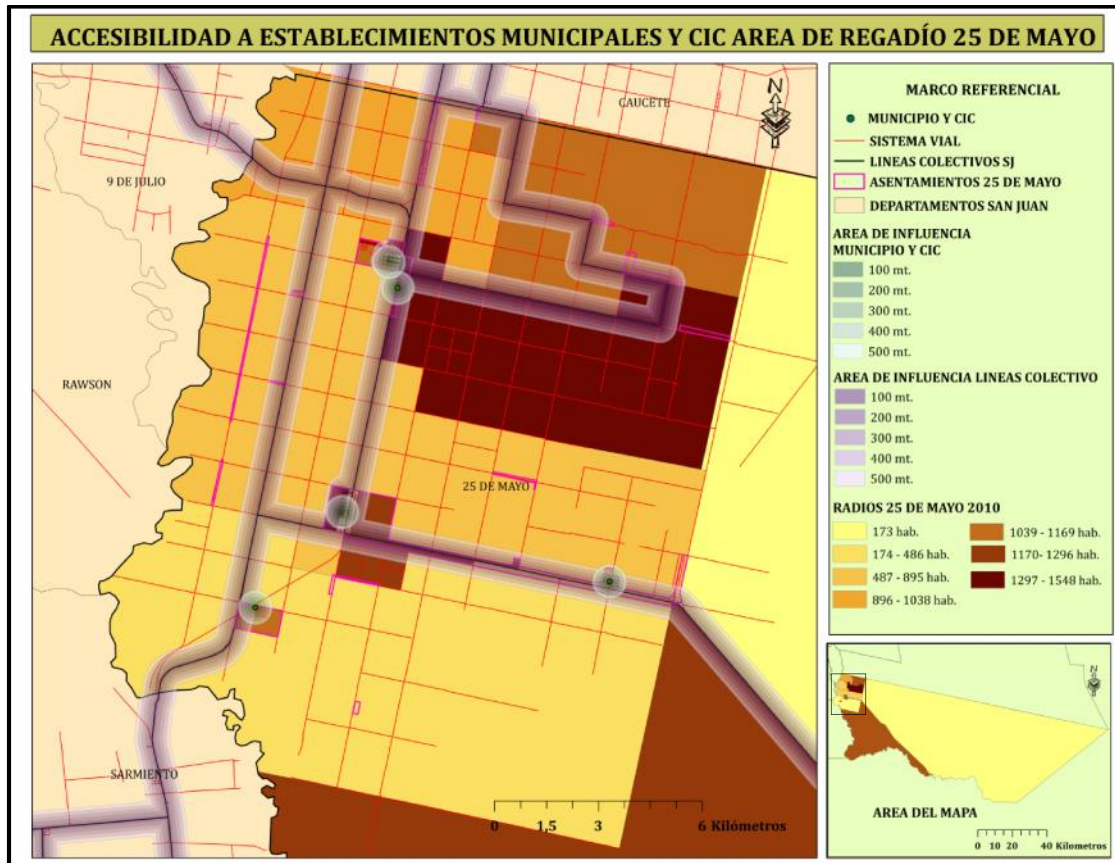 ACCESIBILIDAD A ESTABLECIMIENTOS MUNICIPALES Y CIC AREA DE REGADÍO 25 DE MAYO
CAUCETE
N
9 DE JULIO
RAWSON
25 DE MAYO
SARMIENTO
0 1,5 3 6 Kilómetros
MARCO REFERENCIAL
MUNICIPIO Y CIC
SISTEMA VIAL
LINEAS COLECTIVOS SJ
ASENTAMIENTOS 25 DE MAYO
DEPARTAMENTOS SAN JUAN
AREA DE INFLUENCIA
MUNICIPIO Y CIC
100 mt.
200 mt.
300 mt.
400 mt.
500 mt.
AREA DE INFLUENCIA LINEAS COLECTIVO
100 mt.
200 mt.
300 mt.
400 mt.
500 mt.
RADIOS 25 DE MAYO 2010
173 hab.
174 - 486 hab.
487 - 895 hab.
896 - 1038 hab.
1039 - 1169 hab.
1170- 1296 hab.
1297 - 1548 hab.
N
AREA DEL MAPA
0 10 20 40 Kilometros